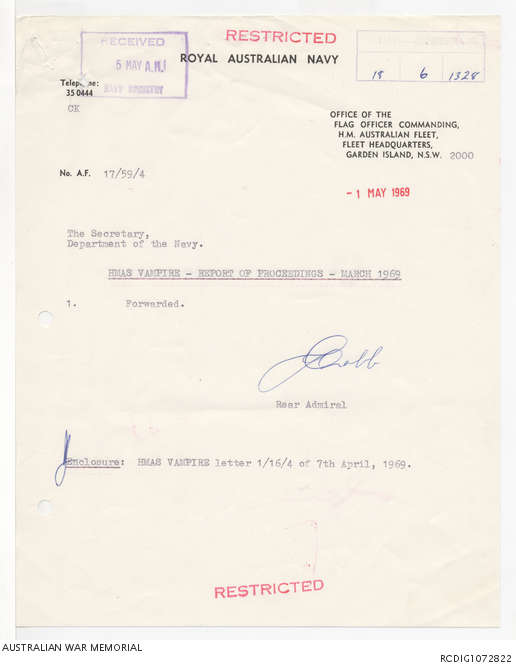 RESTRICTED
RECEIVED
5 MAY A.M.
NAVY REGISTRY
18 6 1328
ROYAL AUSTRALIAN NAVY
Telephone:
35 0444
CK
OFFICE OF THE
FLAG OFFICER COMMANDING,
H.M. AUSTRALIAN FLEET,
FLEET HEADQUARTERS,
GARDEN ISLAND, N.S.W. 2000
No. A.F. 17/59/4
-1 MAY 1969
The Secretary,
Department of the Navy.
HMAS VAMPIRE - REPORT OF PROCEEDINGS - MARCH 1969
1. Forwarded.
Rear Admiral
Enclosure: HMAS VAMPIRE letter 1/16/4 of 7th April, 1969.
RESTRICTED
AUSTRALIAN WAR MEMORIAL
RCDIG1072822